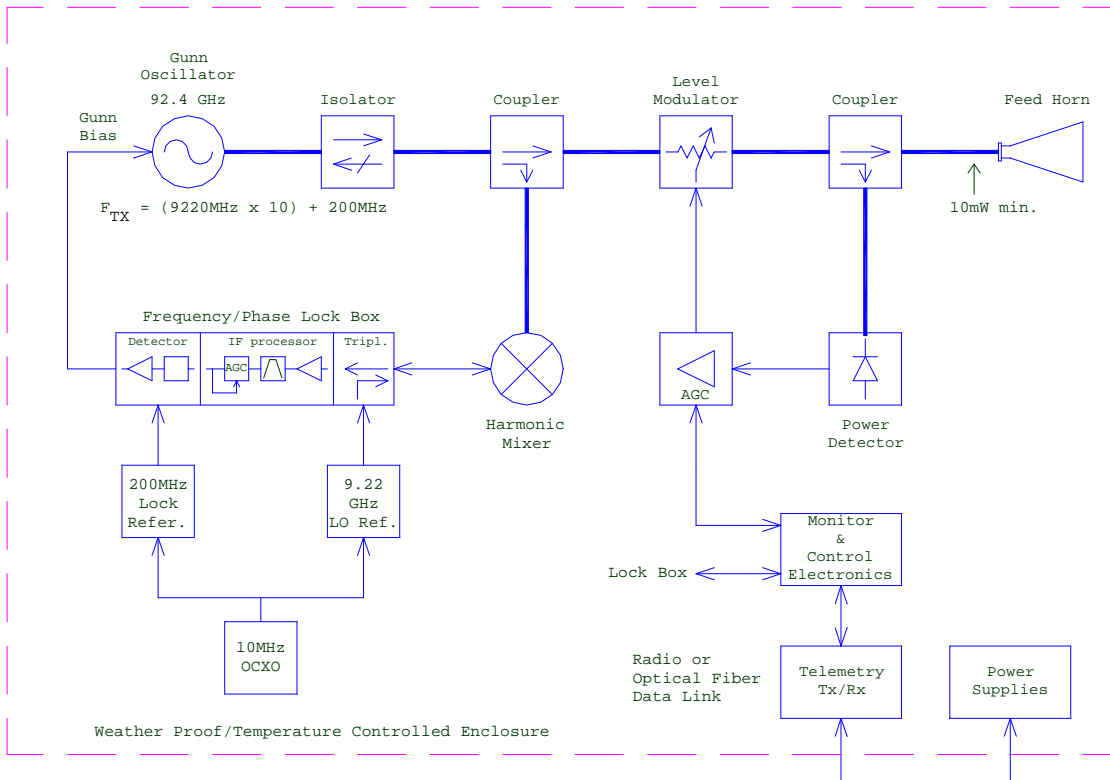 Gunn
Oscillator
92.4 GHz
Gunn
Bias
Isolator
Coupler
Level
Modulator
Coupler
Feed Horn
F_TX = (9220MHz x 10) + 200MHz
10mW min.
Frequency/Phase Lock Box
Detector
IF processor
Tripl.
AGC
Harmonic
Mixer
AGC
Power
Detector
200MHz
Lock
Refer.
9.22
GHz
LO Ref.
10MHz
OCXO
Monitor
&
Control
Electronics
Lock Box
Radio or
Optical Fiber
Data Link
Telemetry
Tx/Rx
Power
Supplies
Weather Proof/Temperature Controlled Enclosure